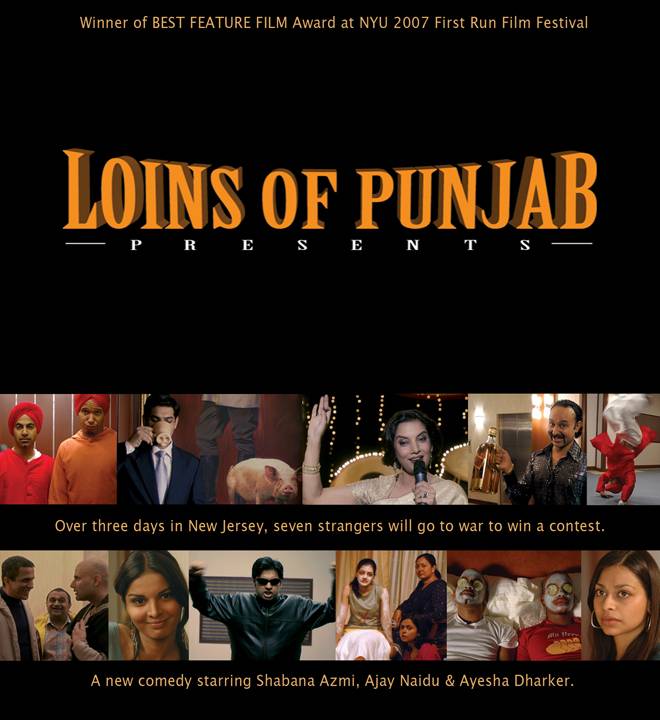 Winner of BEST FEATURE FILM Award at NYU 2007 First Run Film Festival
LOINS OF PUNJAB
PRESENTS
Over three days in New Jersey, seven strangers will go to war to win a contest.
A new comedy starring Shabana Azmi, Ajay Naidu & Ayesha Dharker.